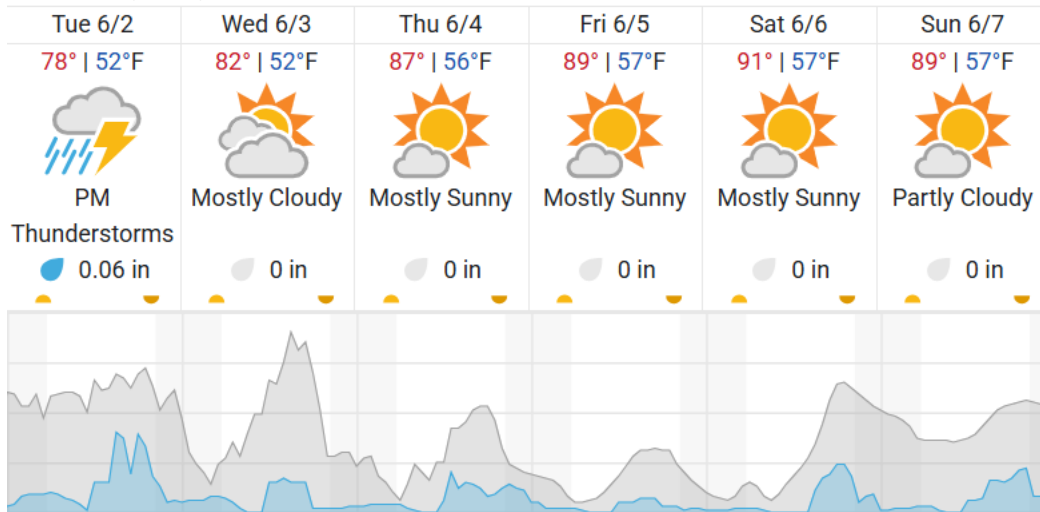 Tue 6/2
Wed 6/3
Thu 6/4
Fri 6/5
Sat 6/6
Sun 6/7
78° | 52°F
82° | 52°F
87° | 56°F
89° | 57°F
91° | 57°F
89° | 57°F
PM
Thunderstorms
Mostly Cloudy
Mostly Sunny
Mostly Sunny
Mostly Sunny
Partly Cloudy
0.06 in
0 in
0 in
0 in
0 in
0 in